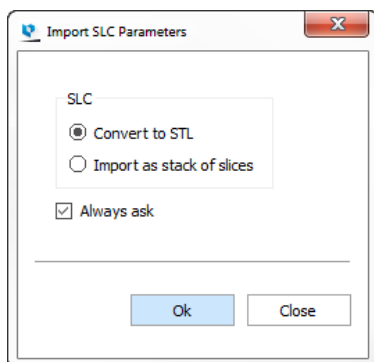 Import SLC Parameters
SLC
Convert to STL
Import as stack of slices
Always ask
Ok
Close